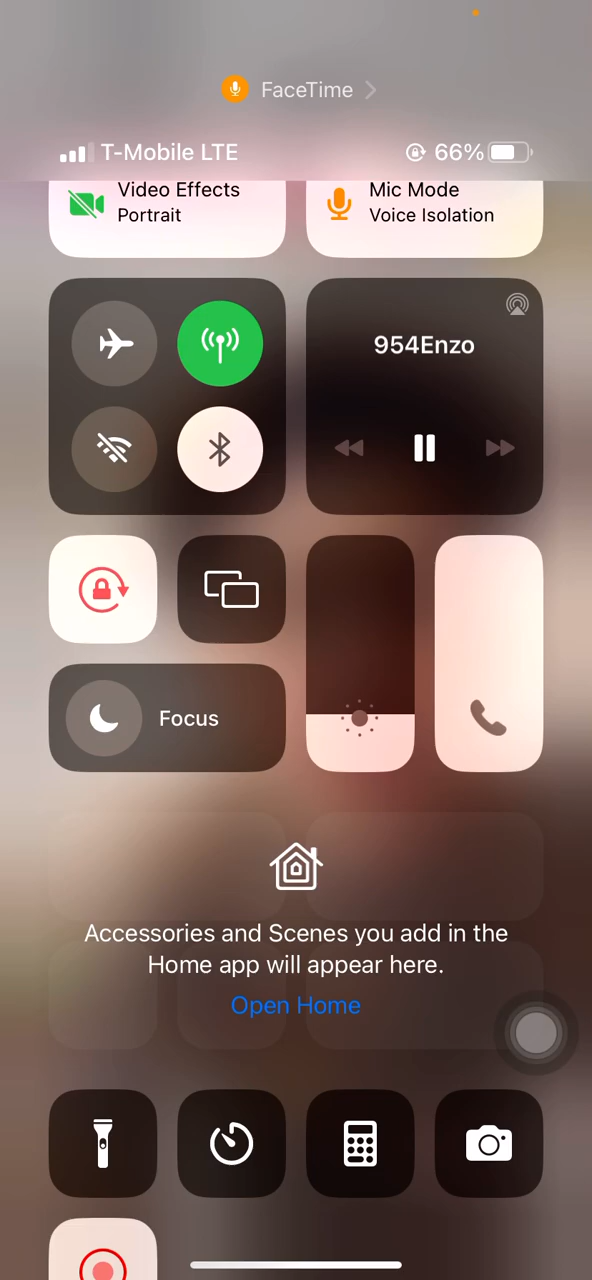 FaceTime
T-Mobile LTE
66%
Video Effects
Portrait
Mic Mode
Voice Isolation
954Enzo
Focus
Accessories and Scenes you add in the
Home app will appear here.
Open Home